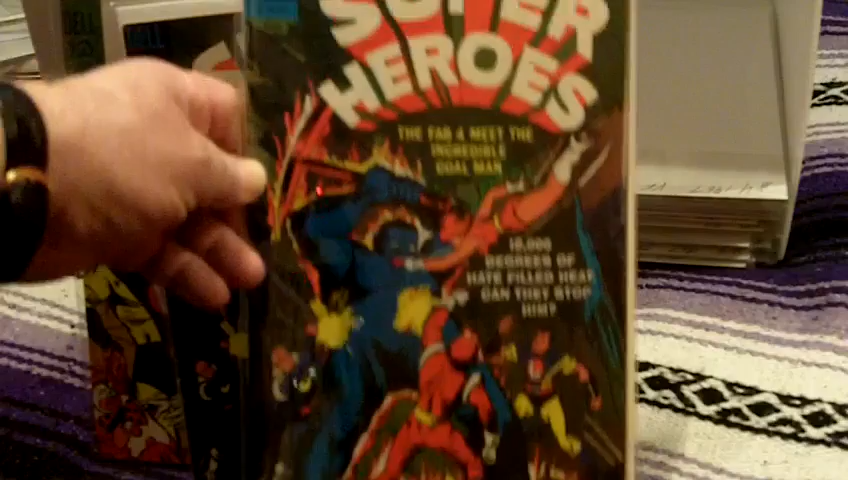 DELL
DELL
SUPER
HEROES
THE FAB 4 MEET THE
INCREDIBLE
COAL MAN
10,000
DEGREES OF
HATE FILLED HEAT
CAN THEY STOP
HIM?